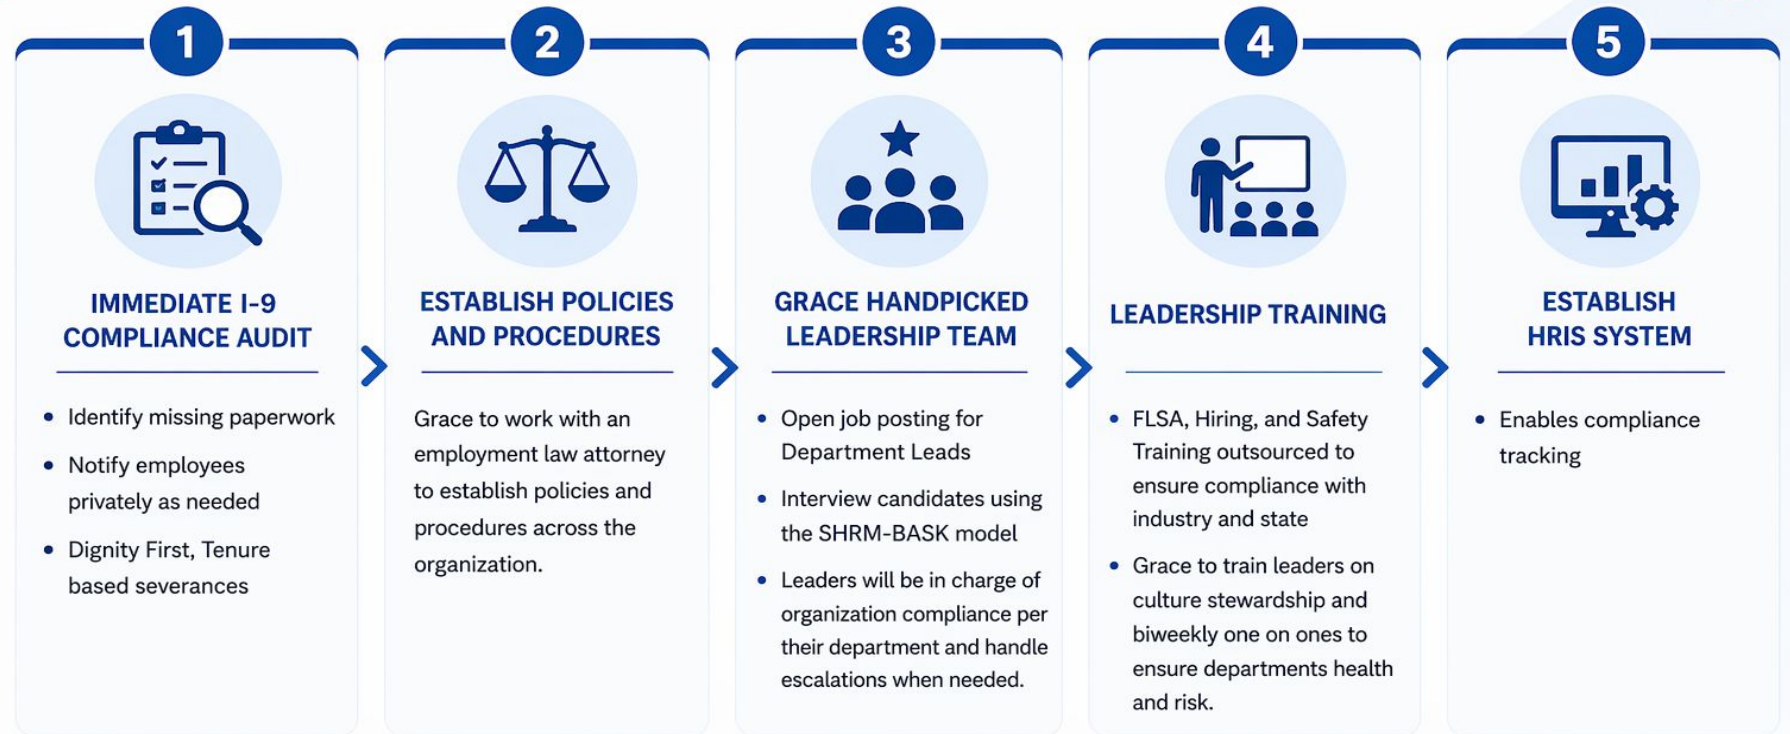 1
IMMEDIATE I-9
COMPLIANCE AUDIT
• Identify missing paperwork
• Notify employees
privately as needed
• Dignity First, Tenure
based severances
2
ESTABLISH POLICIES
AND PROCEDURES
Grace to work with an
employment law attorney
to establish policies and
procedures across the
organization.
3
GRACE HANDPICKED
LEADERSHIP TEAM
• Open job posting for
Department Leads
• Interview candidates using
the SHRM-BASK model
• Leaders will be in charge of
organization compliance per
their department and handle
escalations when needed.
4
LEADERSHIP TRAINING
• FLSA, Hiring, and Safety
Training outsourced to
ensure compliance with
industry and state
• Grace to train leaders on
culture stewardship and
biweekly one on ones to
ensure departments health
and risk.
5
ESTABLISH
HRIS SYSTEM
• Enables compliance
tracking